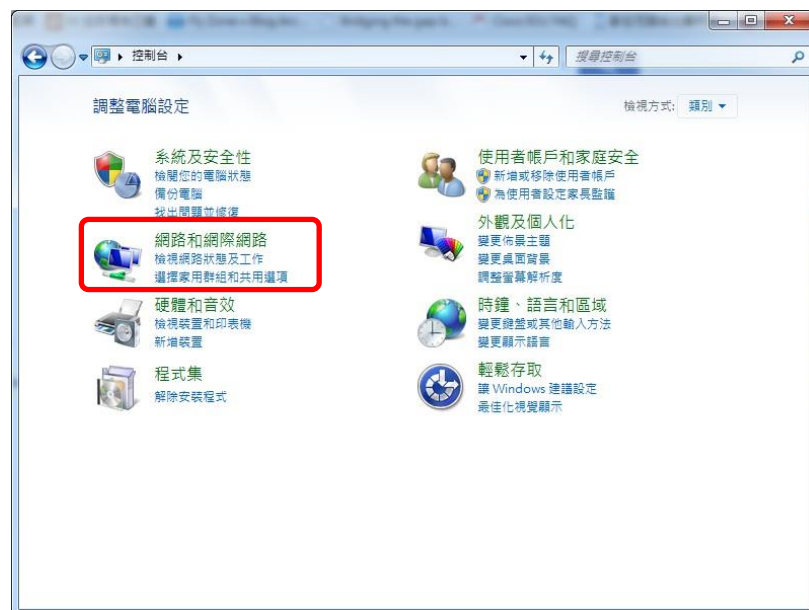 控制台
搜尋控制台
調整電腦設定
檢視方式: 類別
系統及安全性
檢閱您的電腦狀態
備份電腦
找出問題並修復
網路和網際網路
檢視網路狀態及工作
選擇家用群組和共用選項
硬體和音效
檢視裝置和印表機
新增裝置
程式集
解除安裝程式
使用者帳戶和家庭安全
新增或移除使用者帳戶
為使用者設定家長監護
外觀及個人化
變更佈景主題
變更桌面背景
調整螢幕解析度
時鐘、語言和區域
變更鍵盤或其他輸入方法
變更顯示語言
輕鬆存取
讓 Windows 建議設定
最佳化視覺顯示